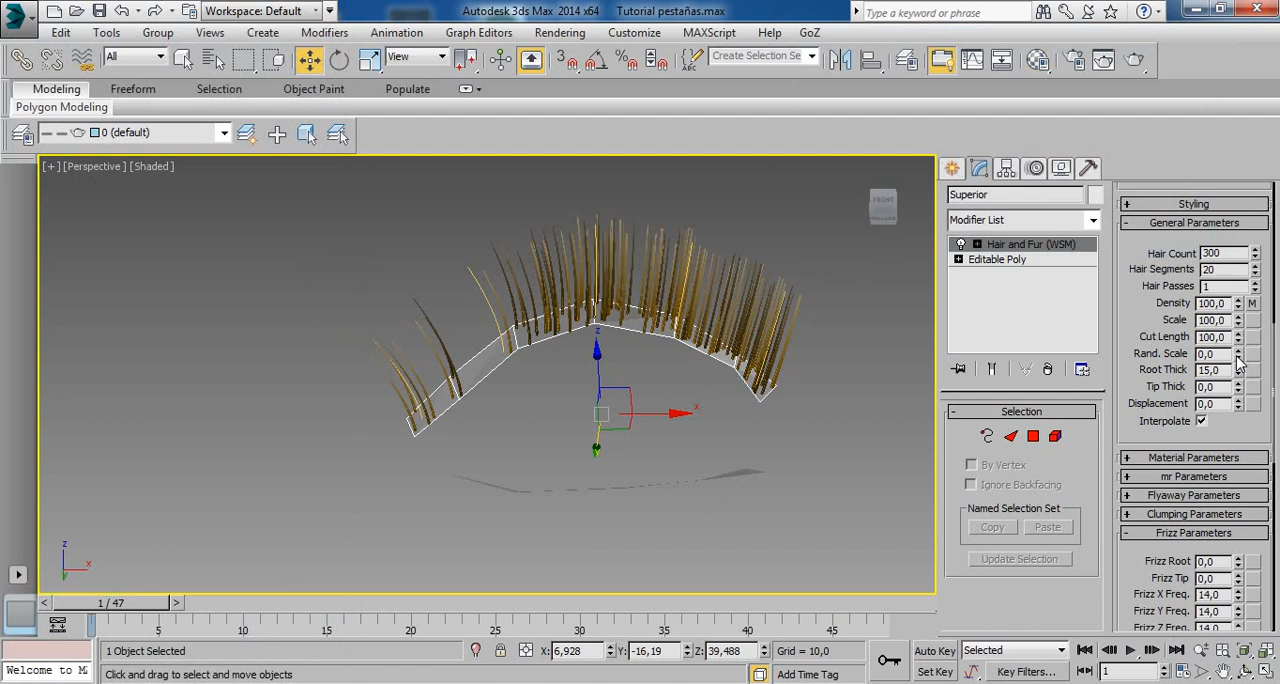 Workspace: Default
Autodesk 3ds Max 2014 x64 Tutorial pestañas.max
Type a keyword or phrase
Edit Tools Group Views Create Modifiers Animation Graph Editors Rendering Customize MAXScript Help GoZ
All View Create Selection Se
Modeling Freeform Selection Object Paint Populate
Polygon Modeling
0 (default)
[+] [Perspective] [Shaded]
FRONT
z
x
z
x
y
Superior
Modifier List
Hair and Fur (WSM)
Editable Poly
Selection
By Vertex
Ignore Backfacing
Named Selection Set
Copy Paste
Update Selection
Styling
General Parameters
Hair Count 300
Hair Segments 20
Hair Passes 1
Density 100,0 M
Scale 100,0
Cut Length 100,0
Rand. Scale 0,0
Root Thick 15,0
Tip Thick 0,0
Displacement 0,0
Interpolate
Material Parameters
mr Parameters
Flyaway Parameters
Clumping Parameters
Frizz Parameters
Frizz Root 0,0
Frizz Tip 0,0
Frizz X Freq. 14,0
Frizz Y Freq. 14,0
Frizz Z Freq. 14,0
< 1 / 47 >
5 10 15 20 25 30 35 40 45
1 Object Selected X: 6,928 Y: -16,19 Z: 39,488 Grid = 10,0 Auto Key Selected
Welcome to M Click and drag to select and move objects Add Time Tag Set Key Key Filters... 1